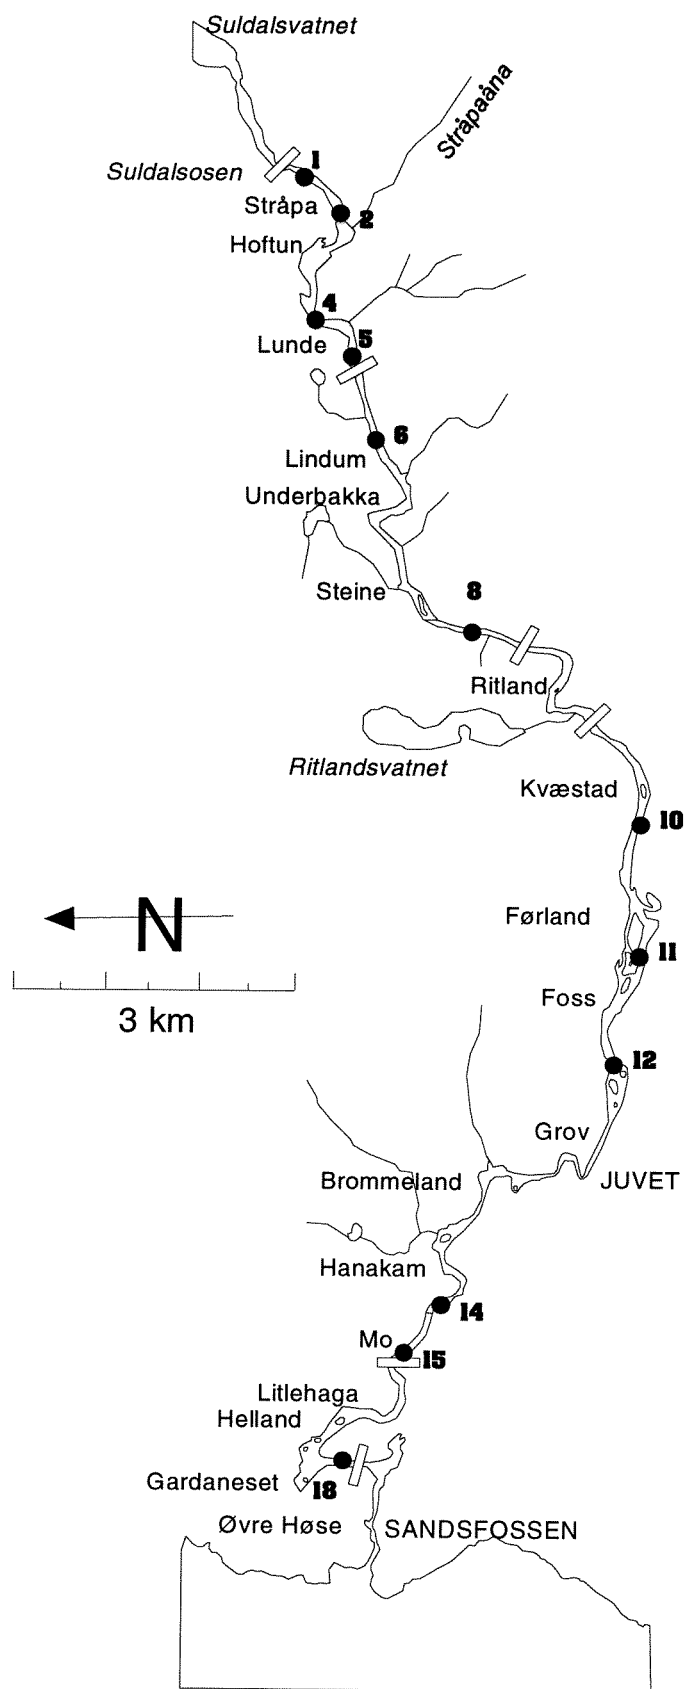 Suldalsvatnet
Stråpaåna
1
Suldalsosen
Stråpa
2
Hoftun
4
Lunde
5
6
Lindum
Underbakka
Steine
8
Ritland
Ritlandsvatnet
Kvæstad
10
N
Førland
11
Foss
3 km
12
Grov
Brommeland
JUVET
Hanakam
14
Mo
15
Litlehaga
Helland
Gardaneset
18
Øvre Høse
SANDSFOSSEN